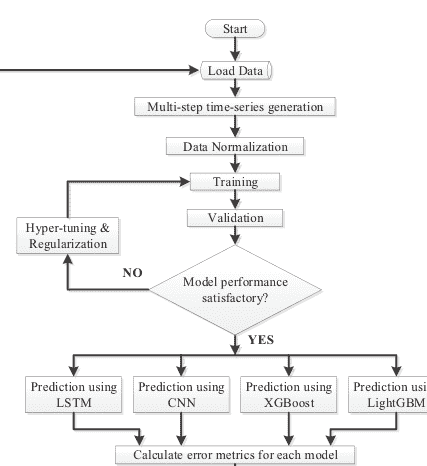 Start
Load Data
Multi-step time-series generation
Data Normalization
Training
Validation
Hyper-tuning &
Regularization
NO
Model performance
satisfactory?
YES
Prediction using
LSTM
Prediction using
CNN
Prediction using
XGBoost
Prediction usi
LightGBM
Calculate error metrics for each model